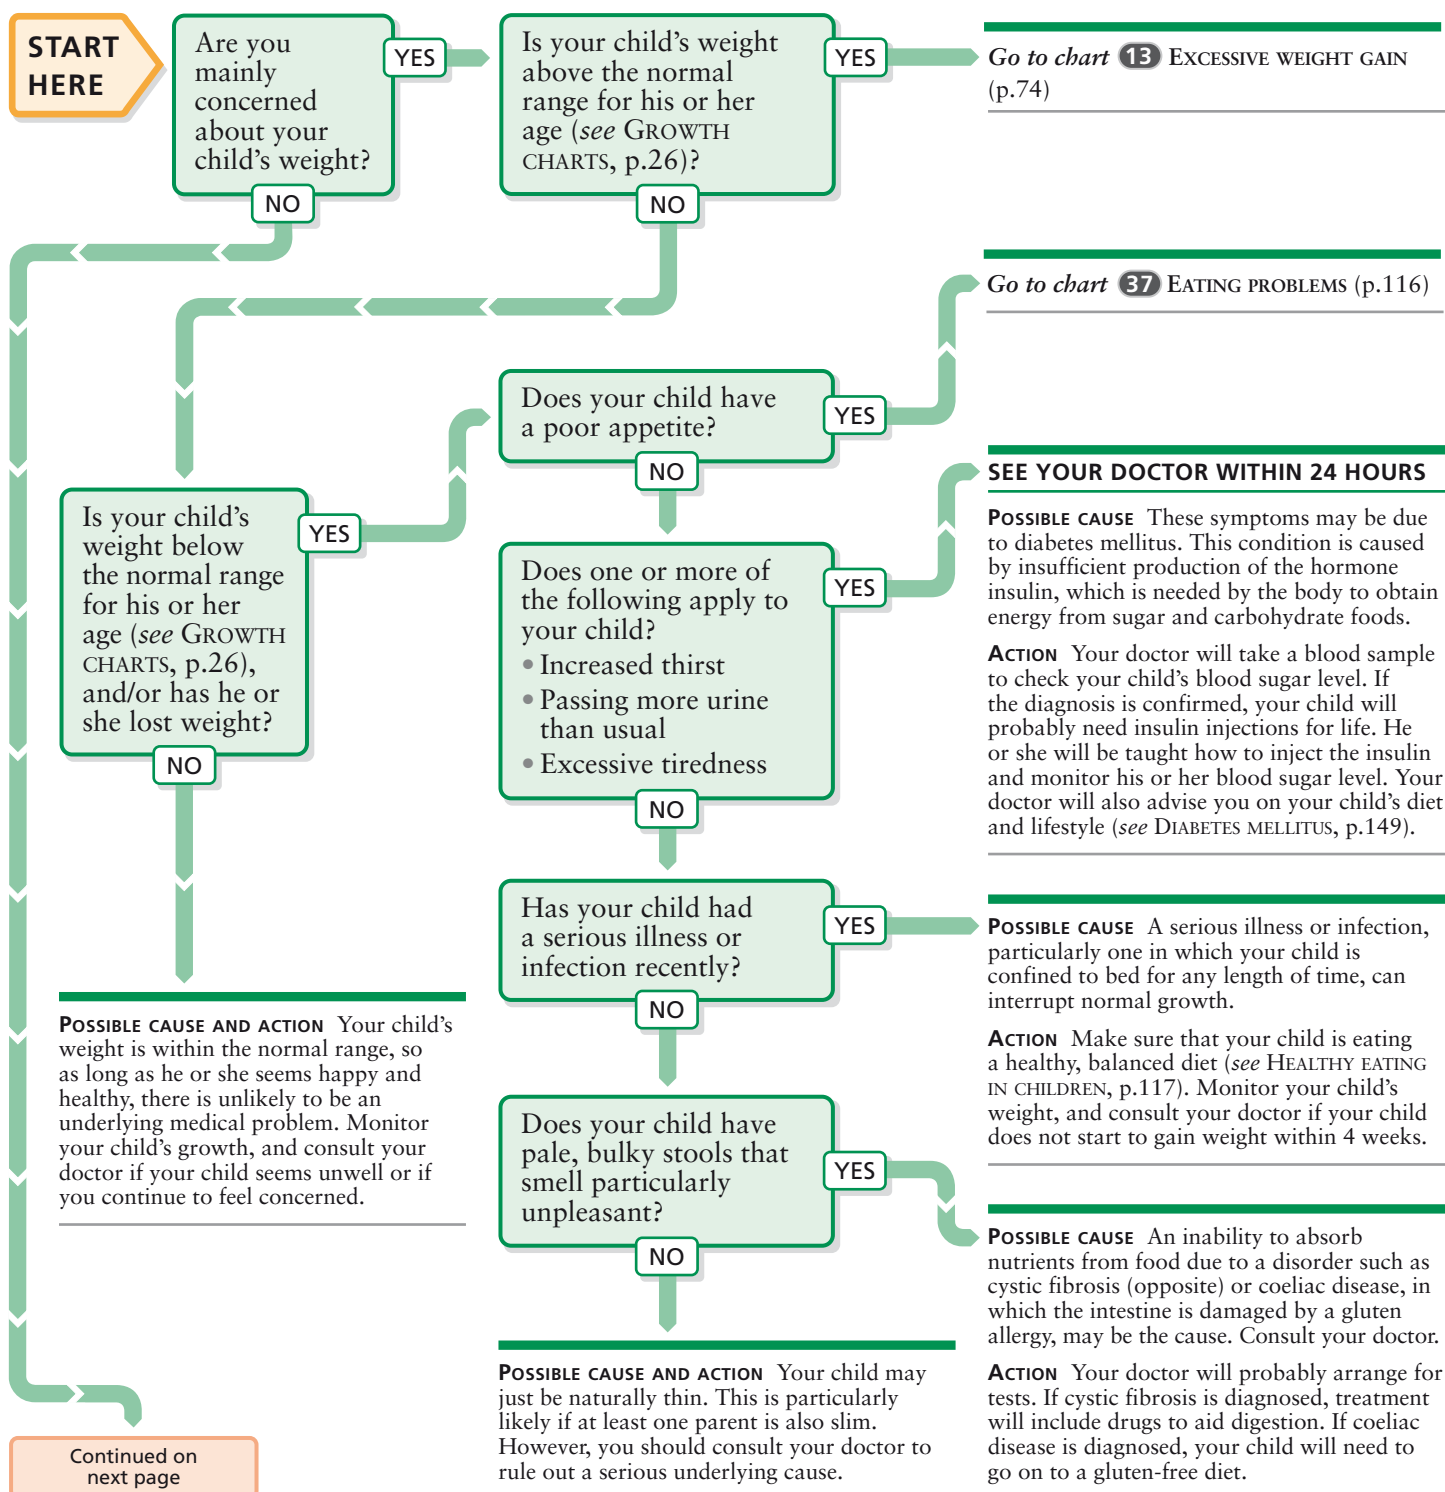 START
HERE
Are you
mainly
concerned
about your
child's weight?
YES
NO
Is your child's weight
above the normal
range for his or her
age (see GROWTH
CHARTS, p.26)?
YES
NO
Go to chart 13 EXCESSIVE WEIGHT GAIN
(p.74)
Go to chart 37 EATING PROBLEMS (p.116)
Does your child have
a poor appetite?
YES
NO
Is your child's
weight below
the normal range
for his or her
age (see GROWTH
CHARTS, p.26),
and/or has he or
she lost weight?
YES
NO
Does one or more of
the following apply to
your child?
• Increased thirst
• Passing more urine
than usual
• Excessive tiredness
YES
NO
SEE YOUR DOCTOR WITHIN 24 HOURS
POSSIBLE CAUSE These symptoms may be due
to diabetes mellitus. This condition is caused
by insufficient production of the hormone
insulin, which is needed by the body to obtain
energy from sugar and carbohydrate foods.
ACTION Your doctor will take a blood sample
to check your child's blood sugar level. If
the diagnosis is confirmed, your child will
probably need insulin injections for life. He
or she will be taught how to inject the insulin
and monitor his or her blood sugar level. Your
doctor will also advise you on your child's diet
and lifestyle (see DIABETES MELLITUS, p.149).
Has your child had
a serious illness or
infection recently?
YES
NO
POSSIBLE CAUSE A serious illness or infection,
particularly one in which your child is
confined to bed for any length of time, can
interrupt normal growth.
ACTION Make sure that your child is eating
a healthy, balanced diet (see HEALTHY EATING
IN CHILDREN, p.117). Monitor your child's
weight, and consult your doctor if your child
does not start to gain weight within 4 weeks.
POSSIBLE CAUSE AND ACTION Your child's
weight is within the normal range, so
as long as he or she seems happy and
healthy, there is unlikely to be an
underlying medical problem. Monitor
your child's growth, and consult your
doctor if your child seems unwell or if
you continue to feel concerned.
Does your child have
pale, bulky stools that
smell particularly
unpleasant?
YES
NO
POSSIBLE CAUSE An inability to absorb
nutrients from food due to a disorder such as
cystic fibrosis (opposite) or coeliac disease, in
which the intestine is damaged by a gluten
allergy, may be the cause. Consult your doctor.
ACTION Your doctor will probably arrange for
tests. If cystic fibrosis is diagnosed, treatment
will include drugs to aid digestion. If coeliac
disease is diagnosed, your child will need to
go on to a gluten-free diet.
POSSIBLE CAUSE AND ACTION Your child may
just be naturally thin. This is particularly
likely if at least one parent is also slim.
However, you should consult your doctor to
rule out a serious underlying cause.
Continued on
next page